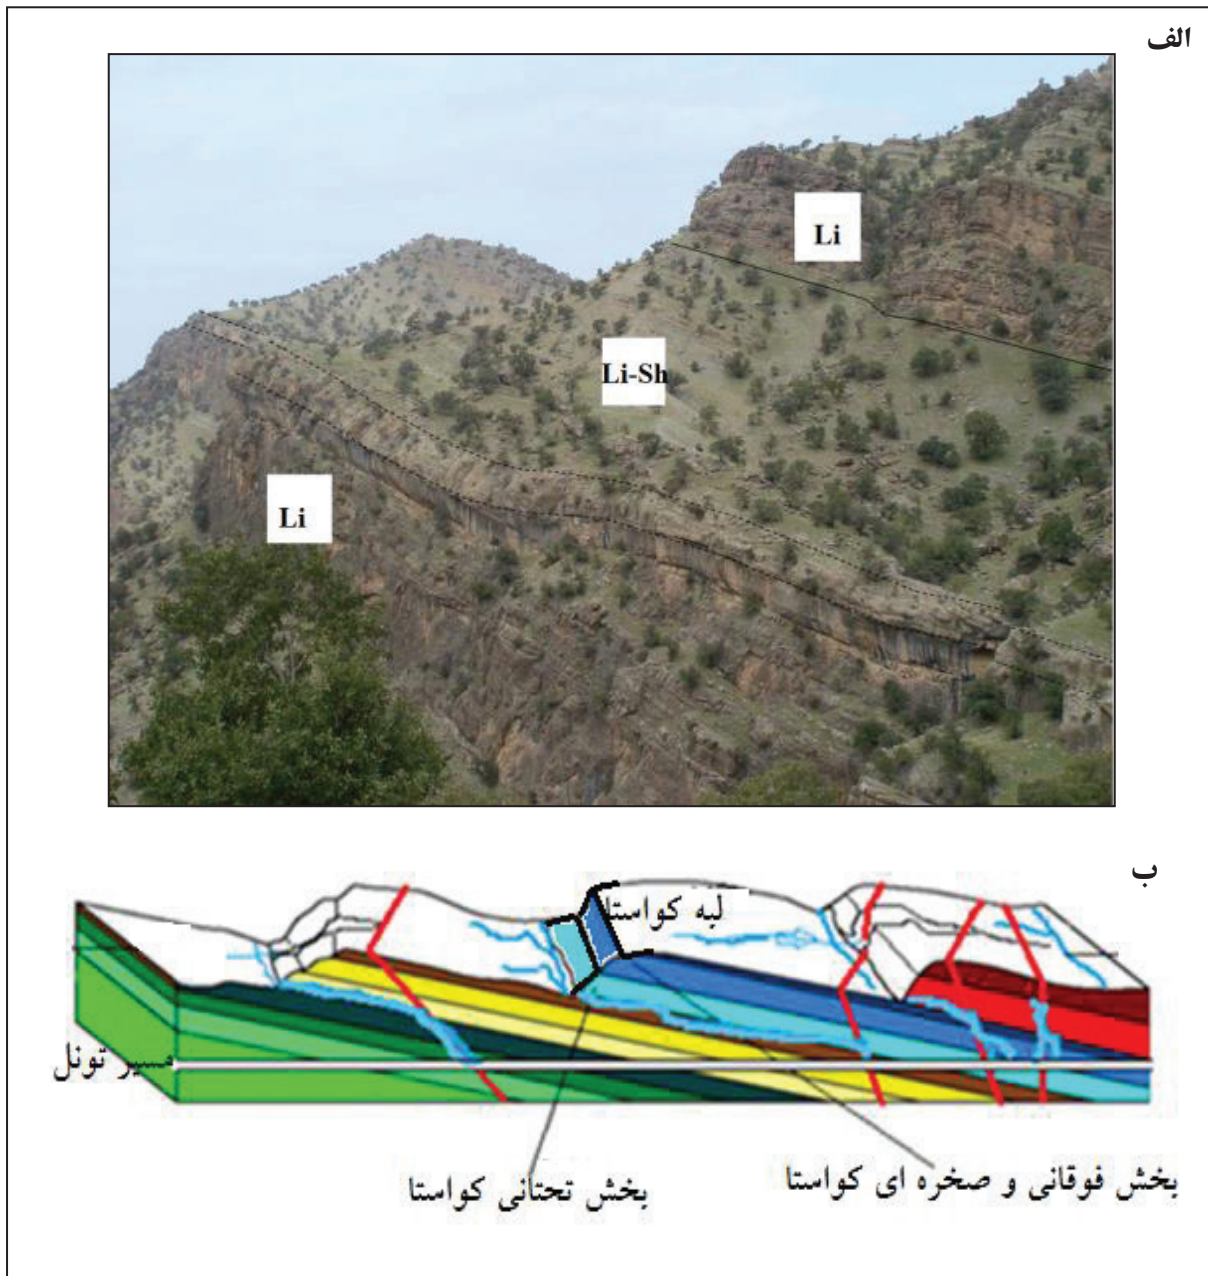 الف
Li
Li-Sh
Li
ب
لبه کواستا
مسیر تونل
بخش فوقانی و صخره ای کواستا
بخش تحتانی کواستا